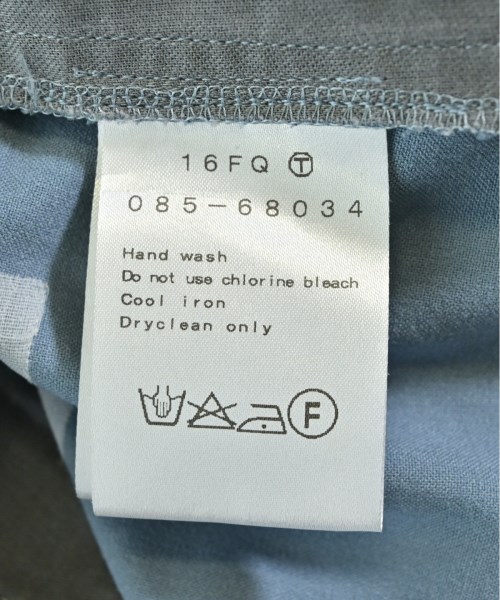 16FQ Ⓣ
085-68034
Hand wash
Do not use chlorine bleach
Cool iron
Dryclean only
F